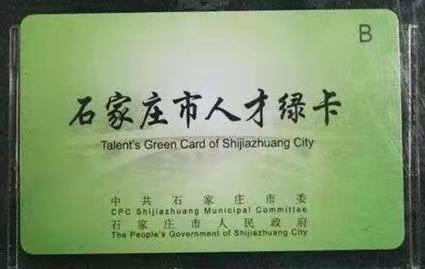 B
石家庄市人才绿卡
Talent's Green Card of Shijiazhuang City
中共石家庄市委
CPC Shijiazhuang Municipal Committee
石家庄市人民政府
The People's Government of Shijiazhuang City